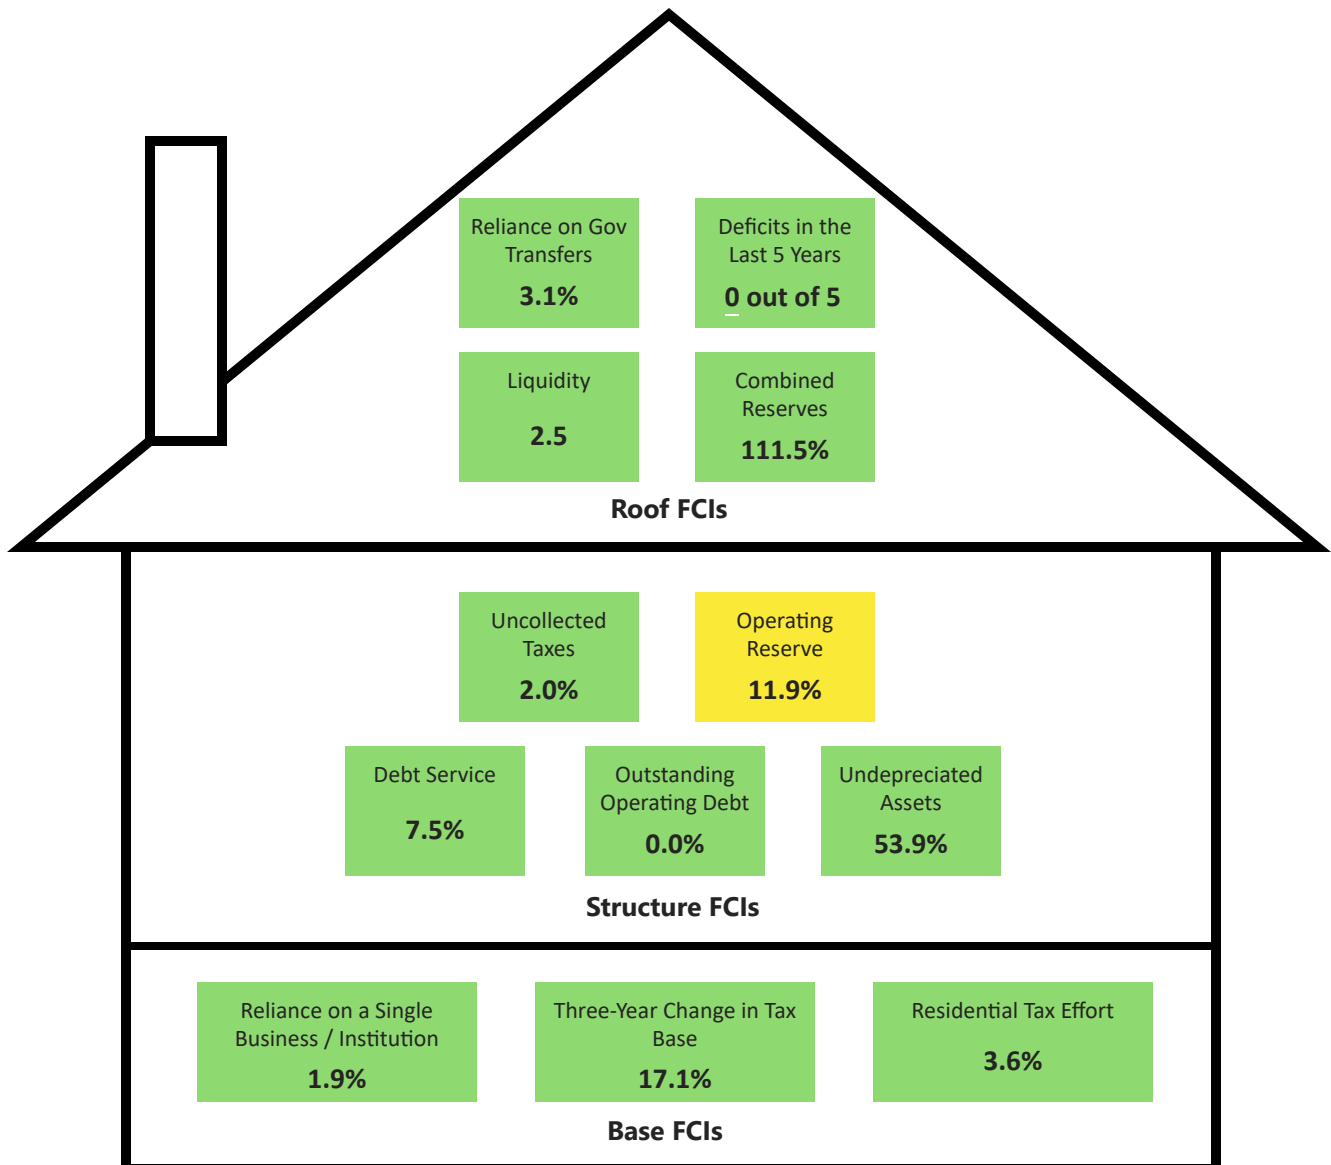 Reliance on Gov
Transfers
3.1%
Deficits in the
Last 5 Years
0 out of 5
Liquidity
2.5
Combined
Reserves
111.5%
Roof FCIs
Uncollected
Taxes
2.0%
Operating
Reserve
11.9%
Debt Service
7.5%
Outstanding
Operating Debt
0.0%
Undepreciated
Assets
53.9%
Structure FCIs
Reliance on a Single
Business / Institution
1.9%
Three-Year Change in Tax
Base
17.1%
Residential Tax Effort
3.6%
Base FCIs